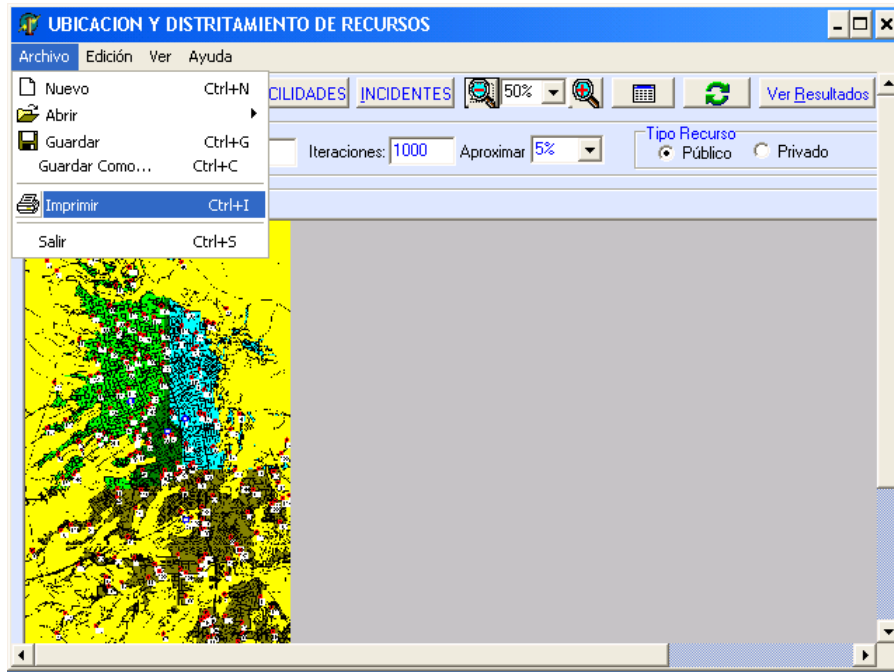 UBICACION Y DISTRITAMIENTO DE RECURSOS
Archivo Edición Ver Ayuda
Nuevo Ctrl+N
Abrir
Guardar Ctrl+G
Guardar Como... Ctrl+C
Imprimir Ctrl+I
Salir Ctrl+S
CILIDADES INCIDENTES 50% Ver Resultados
Iteraciones: 1000 Aproximar 5% Tipo Recurso
Público Privado